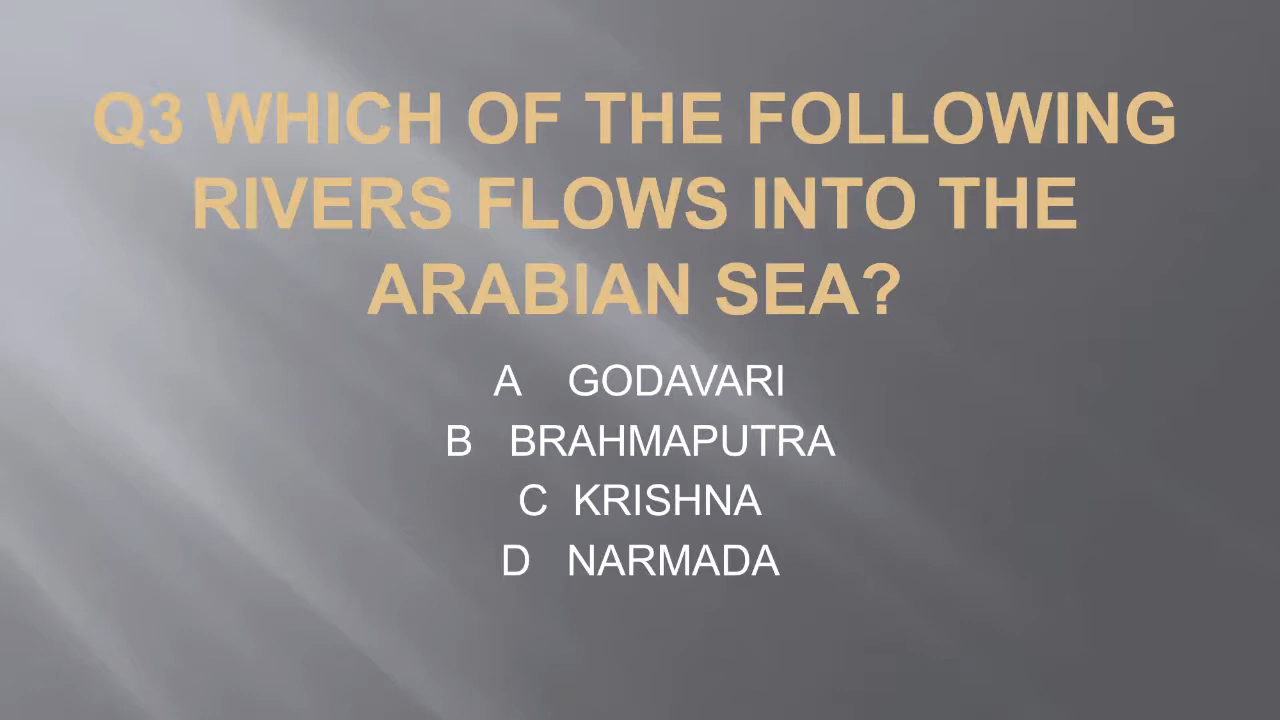 Q3 WHICH OF THE FOLLOWING
RIVERS FLOWS INTO THE
ARABIAN SEA?
A GODAVARI
B BRAHMAPUTRA
C KRISHNA
D NARMADA